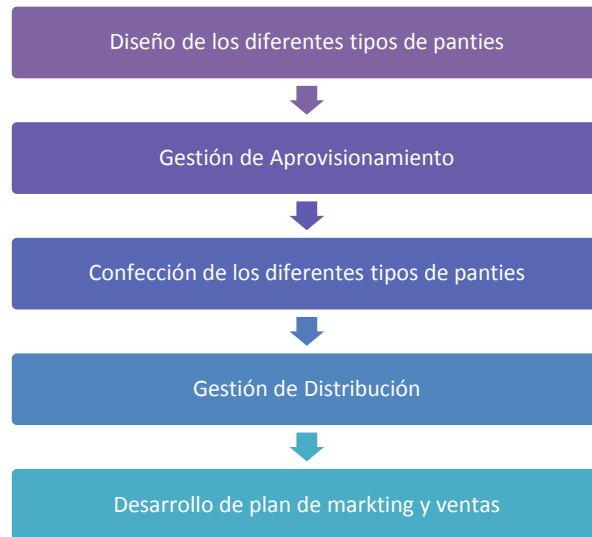 Diseño de los diferentes tipos de panties
Gestión de Aprovisionamiento
Confección de los diferentes tipos de panties
Gestión de Distribución
Desarrollo de plan de markting y ventas